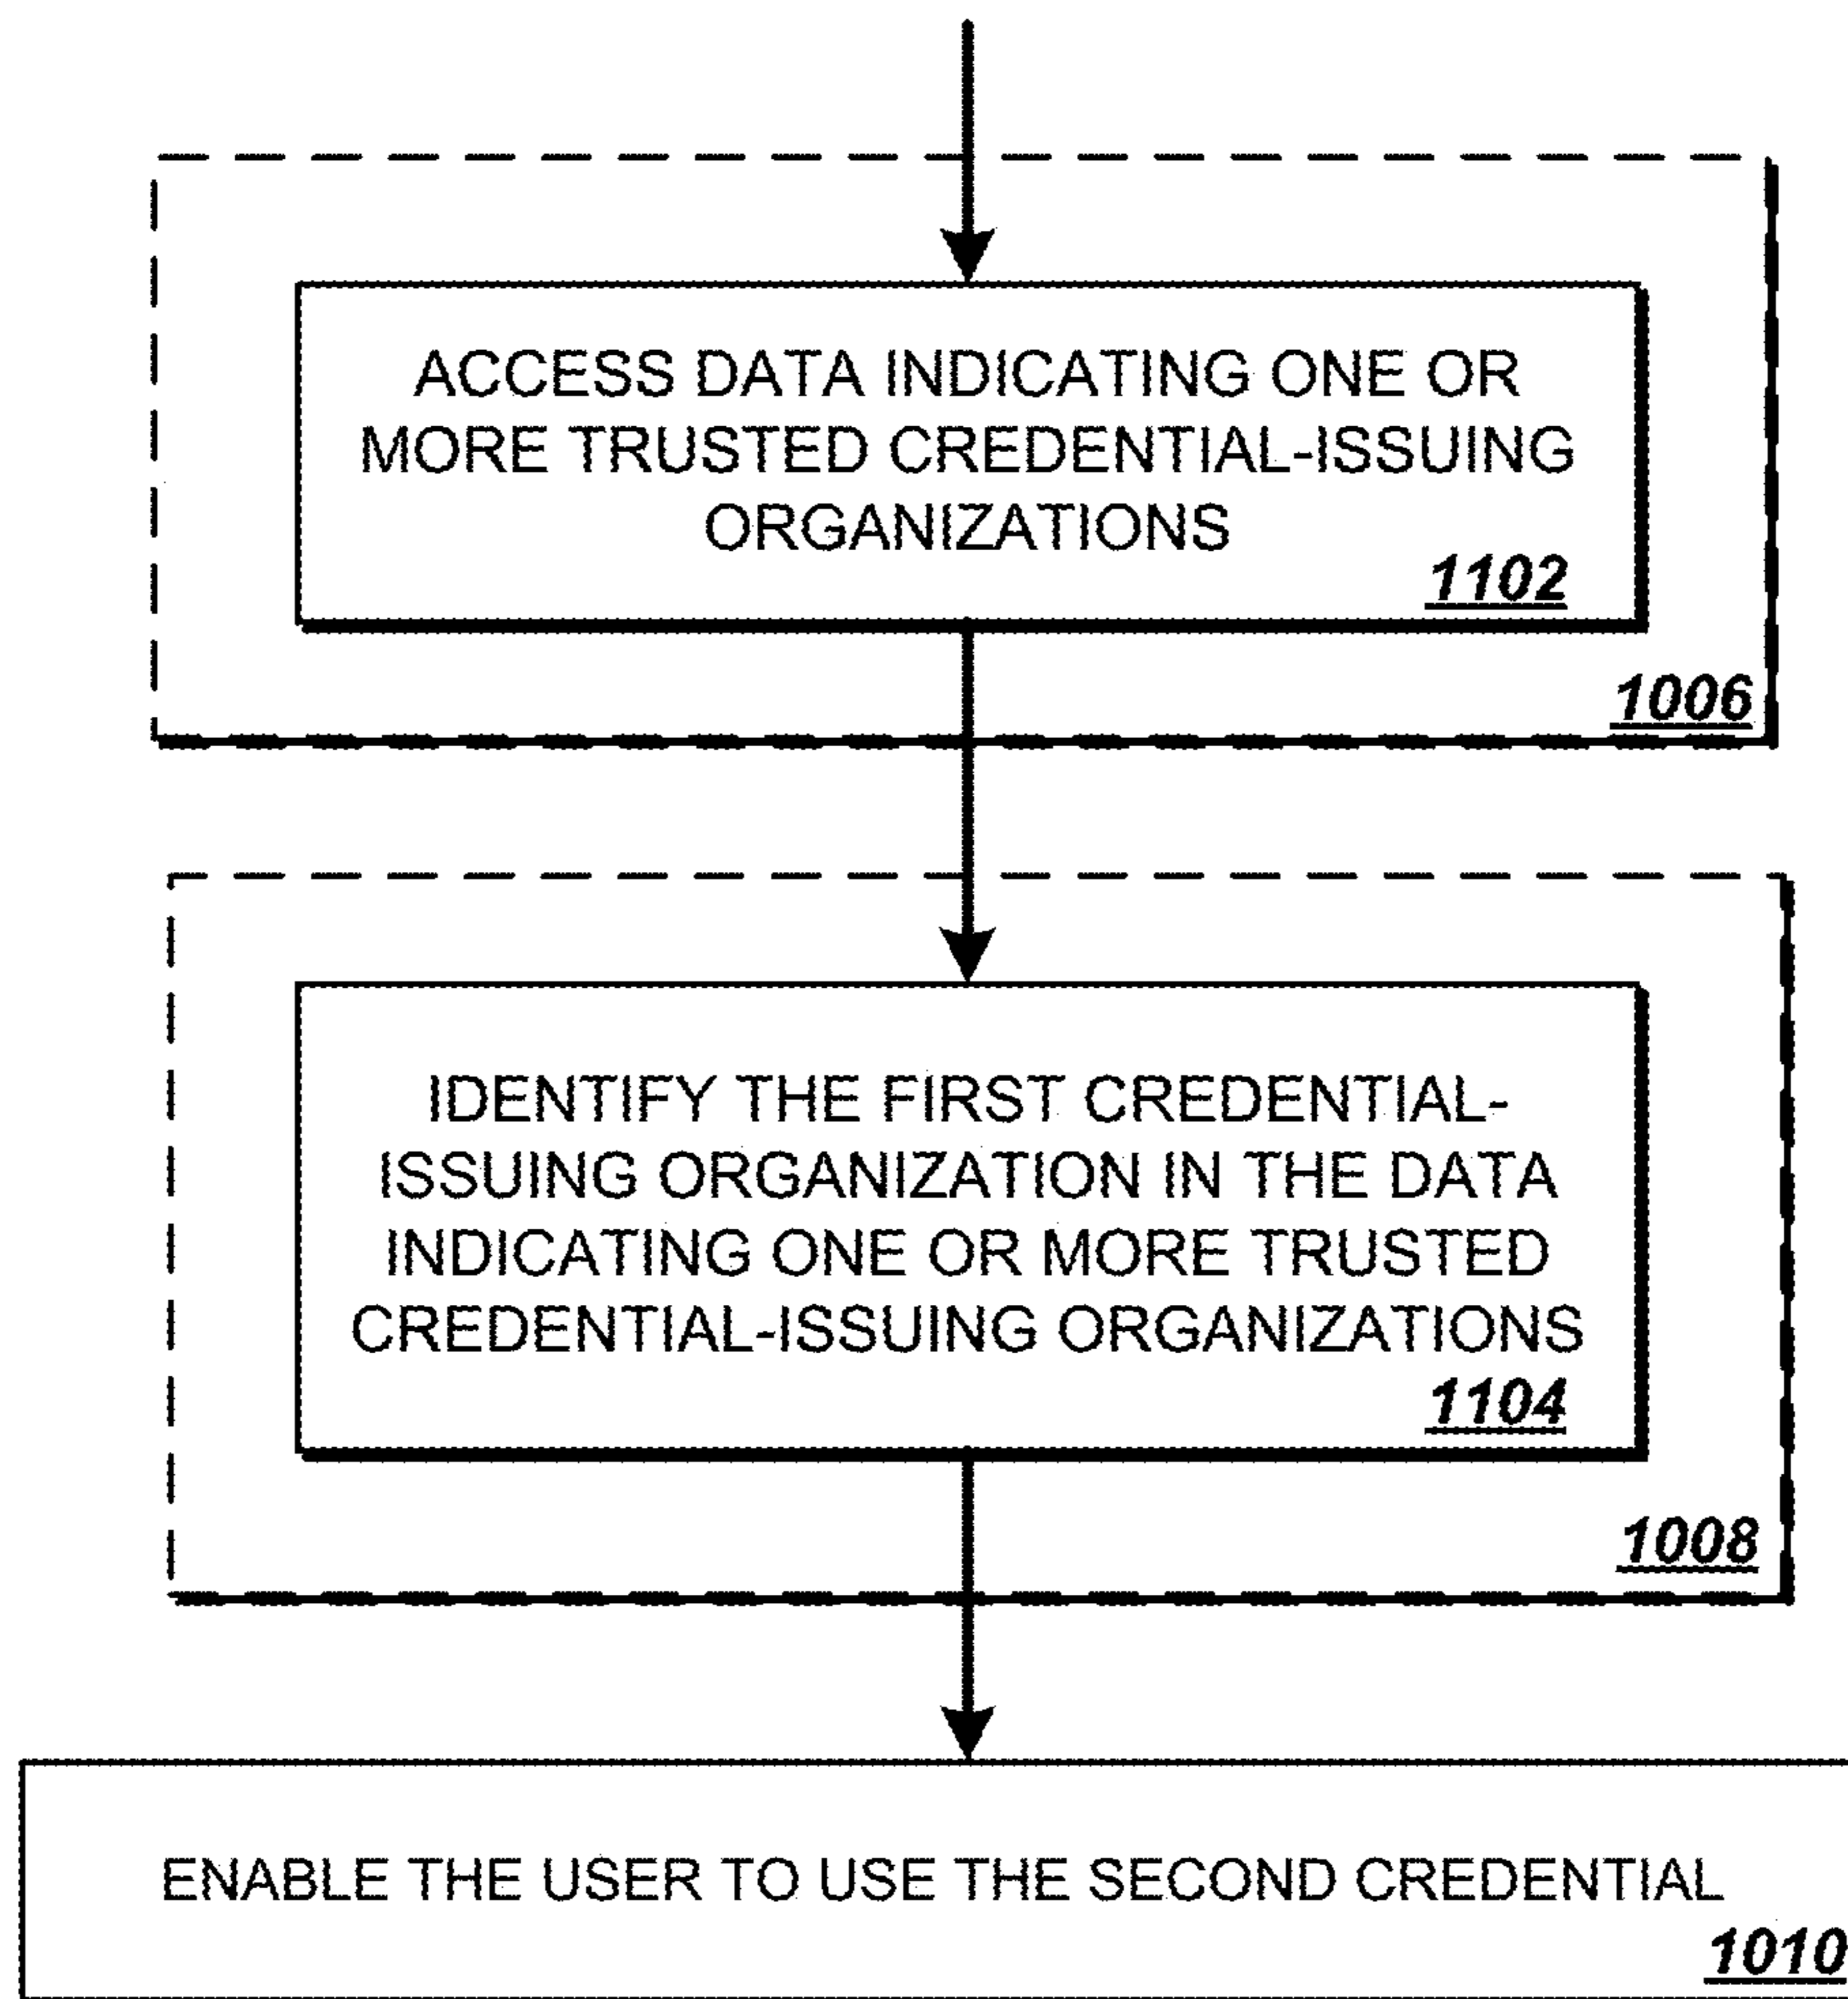 ACCESS DATA INDICATING ONE OR
MORE TRUSTED CREDENTIAL-ISSUING
ORGANIZATIONS
1102
1006
IDENTIFY THE FIRST CREDENTIAL-
ISSUING ORGANIZATION IN THE DATA
INDICATING ONE OR MORE TRUSTED
CREDENTIAL-ISSUING ORGANIZATIONS
1104
1008
ENABLE THE USER TO USE THE SECOND CREDENTIAL
1010